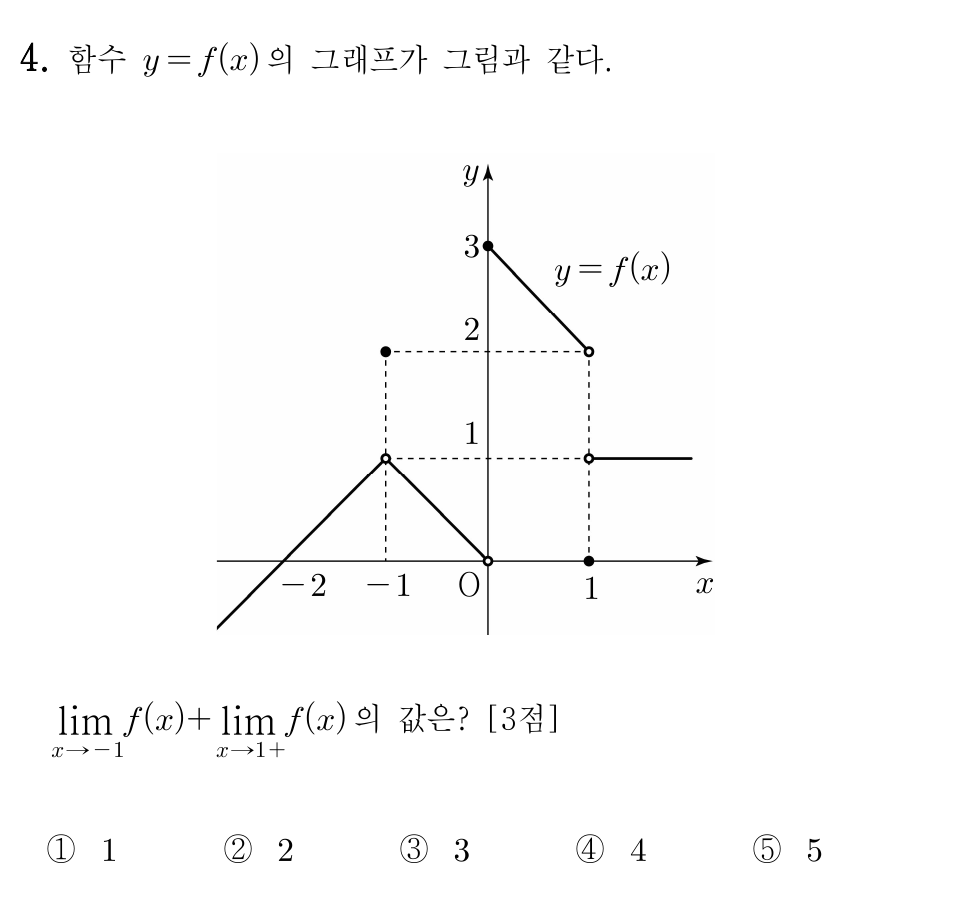 4. 함수 y=f(x)의 그래프가 그림과 같다.
y
3
y=f(x)
2
1
−2 −1 O 1 x
lim f(x)+ lim f(x)의 값은? [3점]
x→−1 x→1+
① 1 ② 2 ③ 3 ④ 4 ⑤ 5